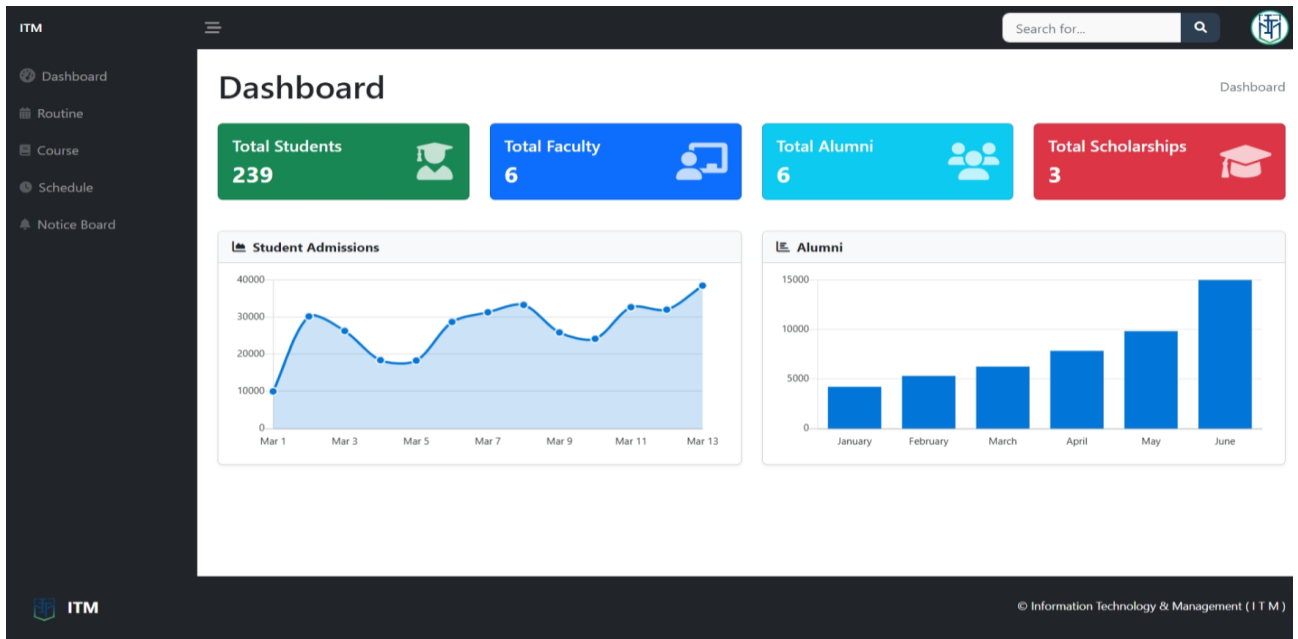 ITM
Search for...
Dashboard
Routine
Course
Schedule
Notice Board
Dashboard
Dashboard
Total Students
239
Total Faculty
6
Total Alumni
6
Total Scholarships
3
Student Admissions
40000
30000
20000
10000
0
Mar 1 Mar 3 Mar 5 Mar 7 Mar 9 Mar 11 Mar 13
Alumni
15000
10000
5000
0
January February March April May June
ITM
© Information Technology & Management ( I T M )